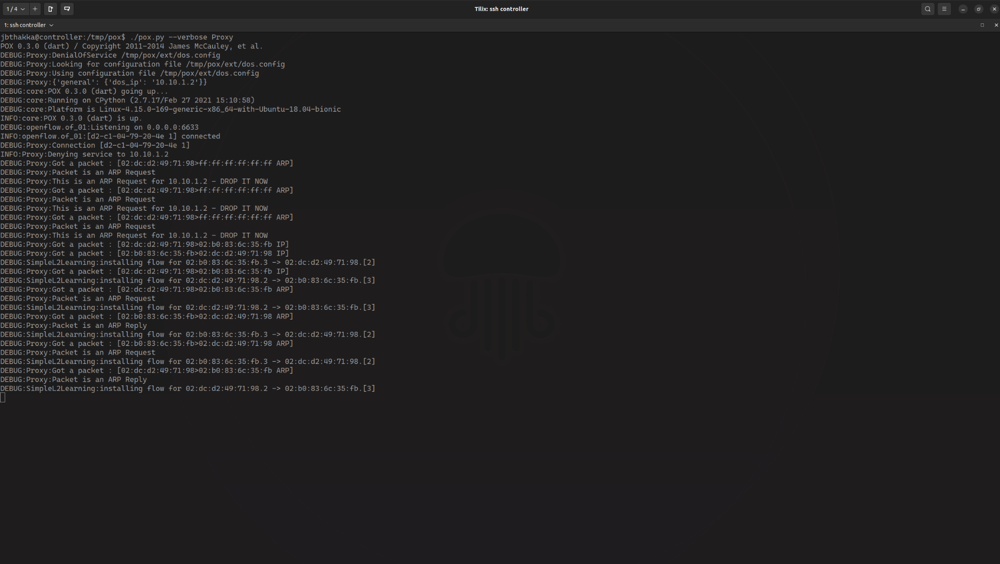 1 / 4
Tilix: ssh controller
1: ssh controller
jbthakka@controller:/tmp/pox$ ./pox.py --verbose Proxy
POX 0.3.0 (dart) / Copyright 2011-2014 James McCauley, et al.
DEBUG:Proxy:DenialOfService /tmp/pox/ext/dos.config
DEBUG:Proxy:Looking for configuration file /tmp/pox/ext/dos.config
DEBUG:Proxy:Using configuration file /tmp/pox/ext/dos.config
DEBUG:Proxy:{'general': {'dos_ip': '10.10.1.2'}}
DEBUG:core:POX 0.3.0 (dart) going up...
DEBUG:core:Running on CPython (2.7.17/Feb 27 2021 15:10:58)
DEBUG:core:Platform is Linux-4.15.0-169-generic-x86_64-with-Ubuntu-18.04-bionic
INFO:core:POX 0.3.0 (dart) is up.
DEBUG:openflow.of_01:Listening on 0.0.0.0:6633
INFO:openflow.of_01:[d2-c1-04-79-20-4e 1] connected
DEBUG:Proxy:Connection [d2-c1-04-79-20-4e 1]
INFO:Proxy:Denying service to 10.10.1.2
DEBUG:Proxy:Got a packet : [02:dc:d2:49:71:98>ff:ff:ff:ff:ff:ff ARP]
DEBUG:Proxy:Packet is an ARP Request
DEBUG:Proxy:This is an ARP Request for 10.10.1.2 - DROP IT NOW
DEBUG:Proxy:Got a packet : [02:dc:d2:49:71:98>ff:ff:ff:ff:ff:ff ARP]
DEBUG:Proxy:Packet is an ARP Request
DEBUG:Proxy:This is an ARP Request for 10.10.1.2 - DROP IT NOW
DEBUG:Proxy:Got a packet : [02:dc:d2:49:71:98>ff:ff:ff:ff:ff:ff ARP]
DEBUG:Proxy:Packet is an ARP Request
DEBUG:Proxy:This is an ARP Request for 10.10.1.2 - DROP IT NOW
DEBUG:Proxy:Got a packet : [02:dc:d2:49:71:98>02:b0:83:6c:35:fb IP]
DEBUG:Proxy:Got a packet : [02:b0:83:6c:35:fb>02:dc:d2:49:71:98 IP]
DEBUG:SimpleL2Learning:installing flow for 02:b0:83:6c:35:fb.3 -> 02:dc:d2:49:71:98.[2]
DEBUG:Proxy:Got a packet : [02:dc:d2:49:71:98>02:b0:83:6c:35:fb IP]
DEBUG:SimpleL2Learning:installing flow for 02:dc:d2:49:71:98.2 -> 02:b0:83:6c:35:fb.[3]
DEBUG:Proxy:Got a packet : [02:dc:d2:49:71:98>02:b0:83:6c:35:fb ARP]
DEBUG:Proxy:Packet is an ARP Request
DEBUG:SimpleL2Learning:installing flow for 02:dc:d2:49:71:98.2 -> 02:b0:83:6c:35:fb.[3]
DEBUG:Proxy:Got a packet : [02:b0:83:6c:35:fb>02:dc:d2:49:71:98 ARP]
DEBUG:Proxy:Packet is an ARP Reply
DEBUG:SimpleL2Learning:installing flow for 02:b0:83:6c:35:fb.3 -> 02:dc:d2:49:71:98.[2]
DEBUG:Proxy:Got a packet : [02:b0:83:6c:35:fb>02:dc:d2:49:71:98 ARP]
DEBUG:Proxy:Packet is an ARP Request
DEBUG:SimpleL2Learning:installing flow for 02:b0:83:6c:35:fb.3 -> 02:dc:d2:49:71:98.[2]
DEBUG:Proxy:Got a packet : [02:dc:d2:49:71:98>02:b0:83:6c:35:fb ARP]
DEBUG:Proxy:Packet is an ARP Reply
DEBUG:SimpleL2Learning:installing flow for 02:dc:d2:49:71:98.2 -> 02:b0:83:6c:35:fb.[3]